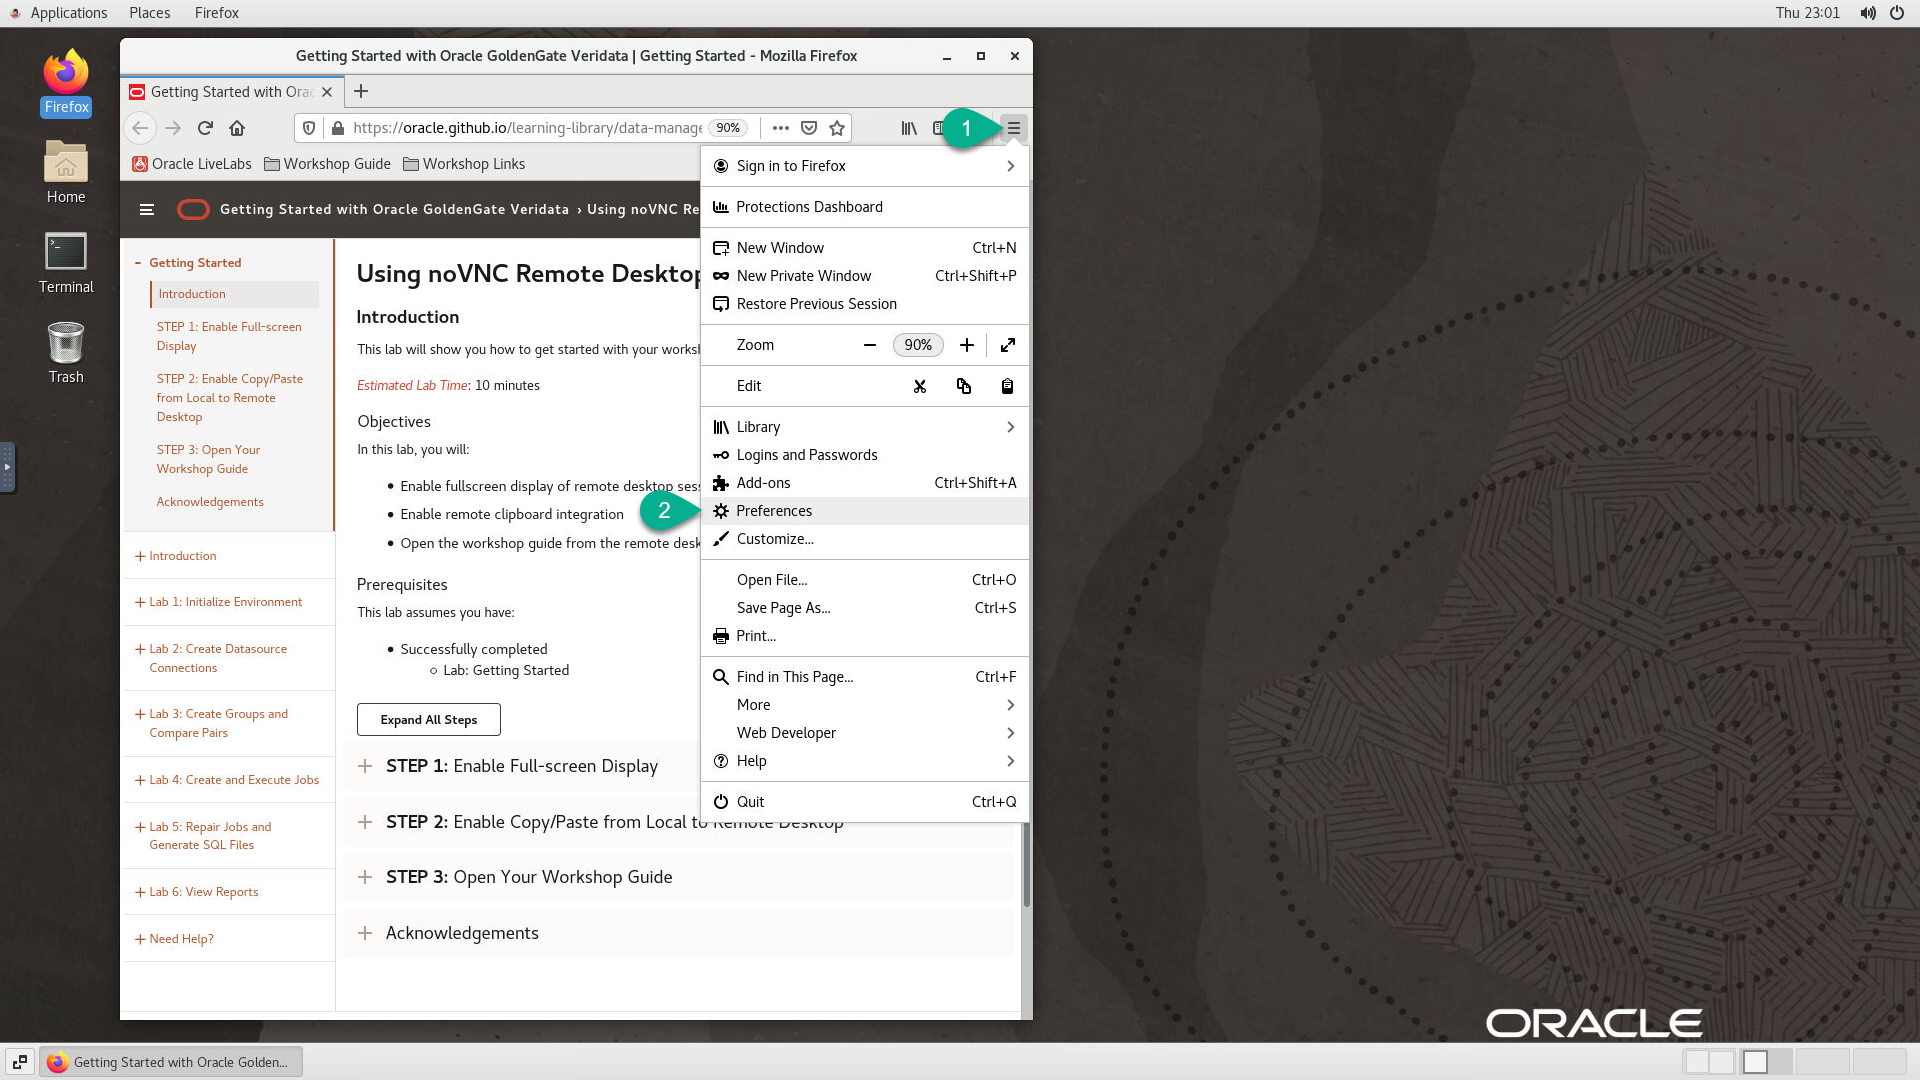 Applications Places Firefox Thu 23:01
Firefox
Home
Terminal
Trash
Getting Started with Oracle GoldenGate Veridata | Getting Started - Mozilla Firefox
Getting Started with Ora
https://oracle.github.io/learning-library/data-manage 90% 1
Oracle LiveLabs Workshop Guide Workshop Links
Getting Started with Oracle GoldenGate Veridata › Using noVNC Re
- Getting Started
Introduction
STEP 1: Enable Full-screen
Display
STEP 2: Enable Copy/Paste
from Local to Remote
Desktop
STEP 3: Open Your
Workshop Guide
Acknowledgements
+ Introduction
+ Lab 1: Initialize Environment
+ Lab 2: Create Datasource
Connections
+ Lab 3: Create Groups and
Compare Pairs
+ Lab 4: Create and Execute Jobs
+ Lab 5: Repair Jobs and
Generate SQL Files
+ Lab 6: View Reports
+ Need Help?
Using noVNC Remote Desktop
Introduction
This lab will show you how to get started with your worksh
Estimated Lab Time: 10 minutes
Objectives
In this lab, you will:
• Enable fullscreen display of remote desktop sess
• Enable remote clipboard integration
• Open the workshop guide from the remote desk
Prerequisites
This lab assumes you have:
• Successfully completed
○ Lab: Getting Started
Expand All Steps
+ STEP 1: Enable Full-screen Display
+ STEP 2: Enable Copy/Paste from Local to Remote Desktop
+ STEP 3: Open Your Workshop Guide
+ Acknowledgements
Sign in to Firefox
Protections Dashboard
New Window Ctrl+N
New Private Window Ctrl+Shift+P
Restore Previous Session
Zoom 90%
Edit
Library
Logins and Passwords
Add-ons Ctrl+Shift+A
2 Preferences
Customize...
Open File... Ctrl+O
Save Page As... Ctrl+S
Print...
Find in This Page... Ctrl+F
More
Web Developer
Help
Quit Ctrl+Q
ORACLE
Getting Started with Oracle Golden...